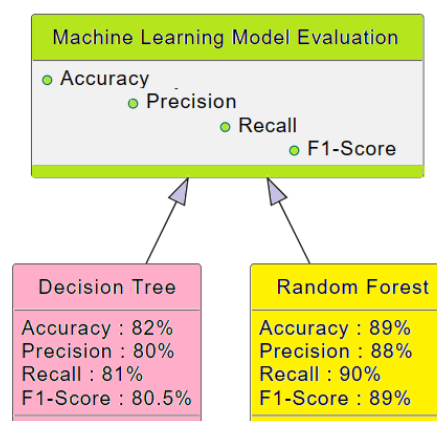 Machine Learning Model Evaluation
Accuracy
Precision
Recall
F1-Score
Decision Tree
Accuracy : 82%
Precision : 80%
Recall : 81%
F1-Score : 80.5%
Random Forest
Accuracy : 89%
Precision : 88%
Recall : 90%
F1-Score : 89%